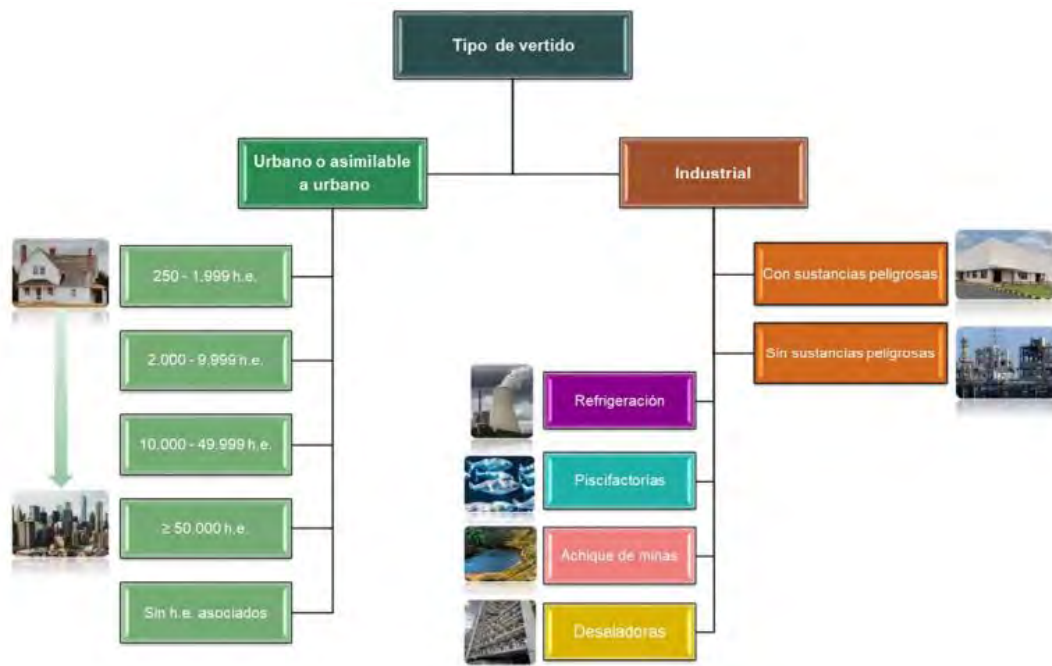 Tipo de vertido
Urbano o asimilable
a urbano
250 - 1.999 h.e.
2.000 - 9.999 h.e.
10.000 - 49.999 h.e.
≥ 50.000 h.e.
Sin h.e. asociados
Industrial
Con sustancias peligrosas
Sin sustancias peligrosas
Refrigeración
Piscifactorías
Achique de minas
Desaladoras